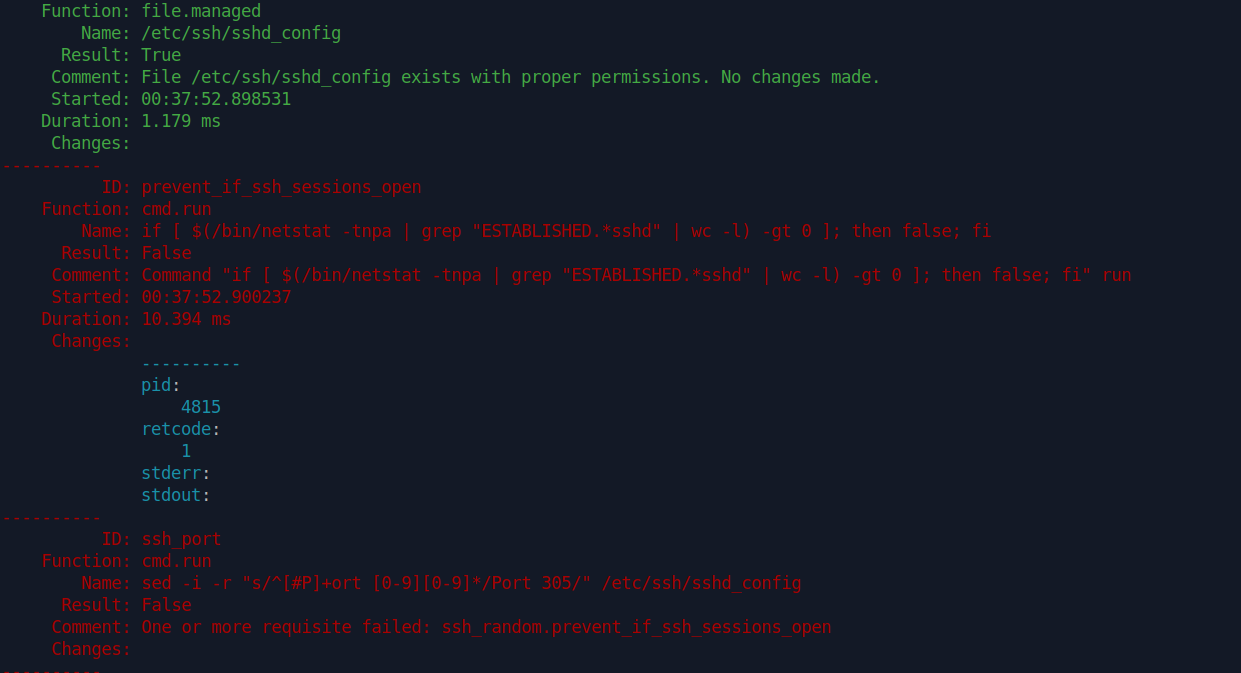 Function: file.managed
Name: /etc/ssh/sshd_config
Result: True
Comment: File /etc/ssh/sshd_config exists with proper permissions. No changes made.
Started: 00:37:52.898531
Duration: 1.179 ms
Changes:
----------
ID: prevent_if_ssh_sessions_open
Function: cmd.run
Name: if [ $(/bin/netstat -tnpa | grep "ESTABLISHED.*sshd" | wc -l) -gt 0 ]; then false; fi
Result: False
Comment: Command "if [ $(/bin/netstat -tnpa | grep "ESTABLISHED.*sshd" | wc -l) -gt 0 ]; then false; fi" run
Started: 00:37:52.900237
Duration: 10.394 ms
Changes:
----------
pid:
4815
retcode:
1
stderr:
stdout:
----------
ID: ssh_port
Function: cmd.run
Name: sed -i -r "s/^[#P]+ort [0-9][0-9]*/Port 305/" /etc/ssh/sshd_config
Result: False
Comment: One or more requisite failed: ssh_random.prevent_if_ssh_sessions_open
Changes:
----------